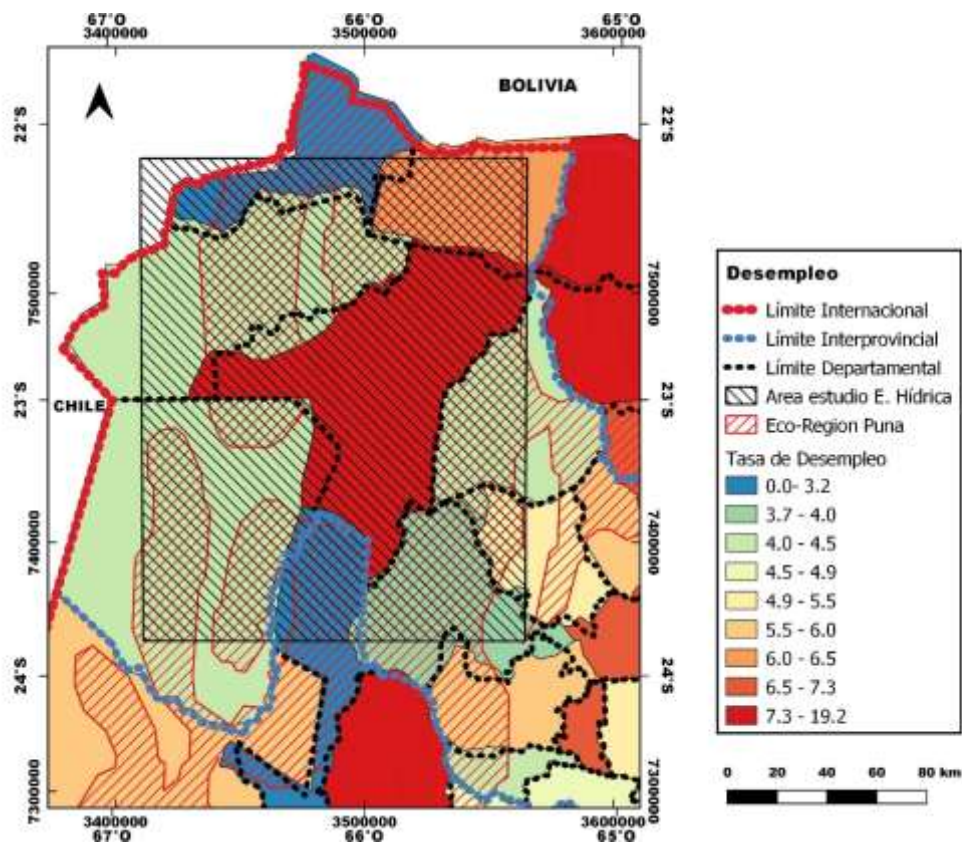 67°O 66°O 65°O
3400000 3500000 3600000
BOLIVIA
22°S 22°S
7500000 7500000
23°S 23°S
CHILE
7400000 7400000
24°S 24°S
7300000 7300000
3400000 3500000 3600000
67°O 66°O 65°O
Desempleo
Límite Internacional
Límite Interprovincial
Límite Departamental
Area estudio E. Hídrica
Eco-Region Puna
Tasa de Desempleo
0.0- 3.2
3.7 - 4.0
4.0 - 4.5
4.5 - 4.9
4.9 - 5.5
5.5 - 6.0
6.0 - 6.5
6.5 - 7.3
7.3 - 19.2
0 20 40 60 80 km